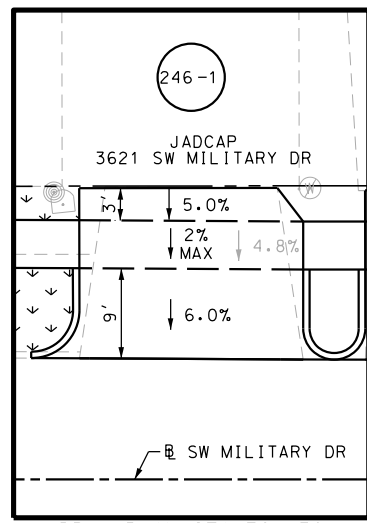 246-1
JADCAP
3621 SW MILITARY DR
W
3'
5.0%
2%
MAX
4.8%
9'
6.0%
℄ SW MILITARY DR